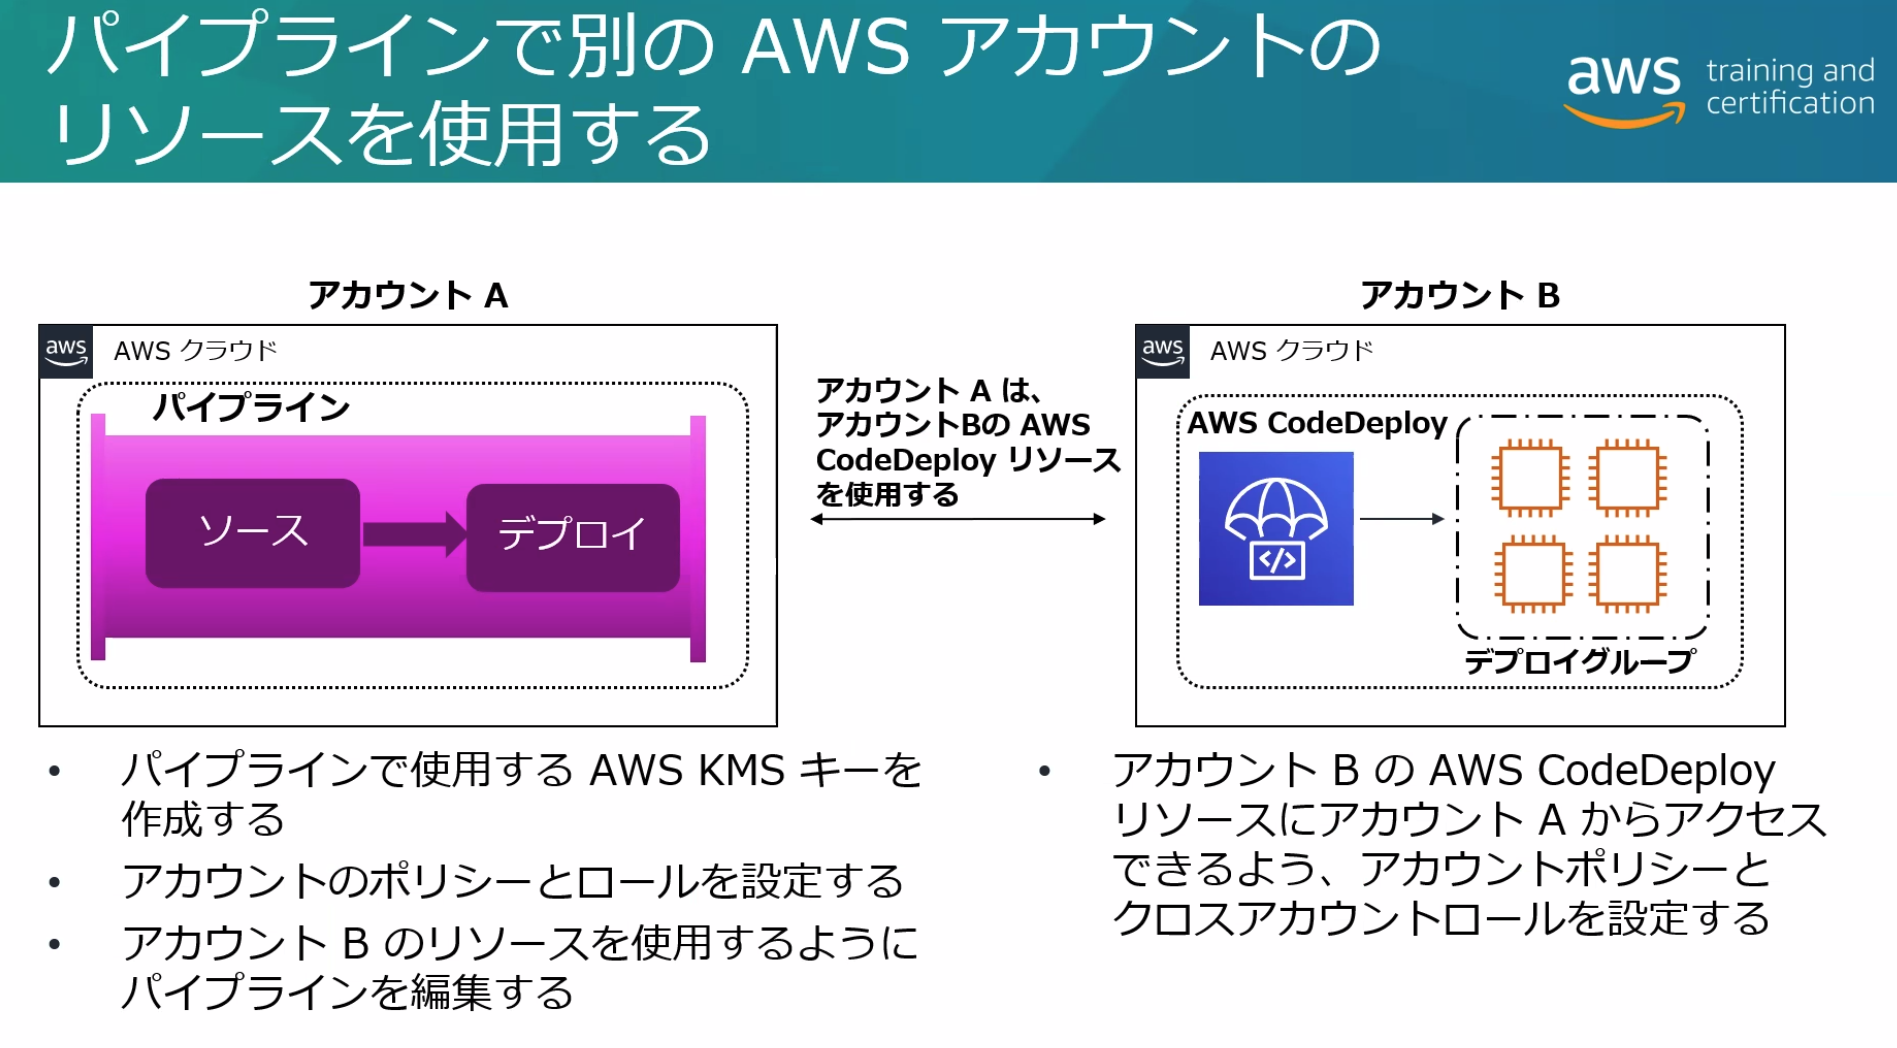 パイプラインで別の AWS アカウントの
リソースを使用する
aws training and
certification
アカウント A
aws AWS クラウド
パイプライン
ソース
デプロイ
アカウント A は、
アカウントBの AWS
CodeDeploy リソース
を使用する
アカウント B
aws AWS クラウド
AWS CodeDeploy
</>
デプロイグループ
• パイプラインで使用する AWS KMS キーを
作成する
• アカウントのポリシーとロールを設定する
• アカウント B のリソースを使用するように
パイプラインを編集する
• アカウント B の AWS CodeDeploy
リソースにアカウント A からアクセス
できるよう、アカウントポリシーと
クロスアカウントロールを設定する